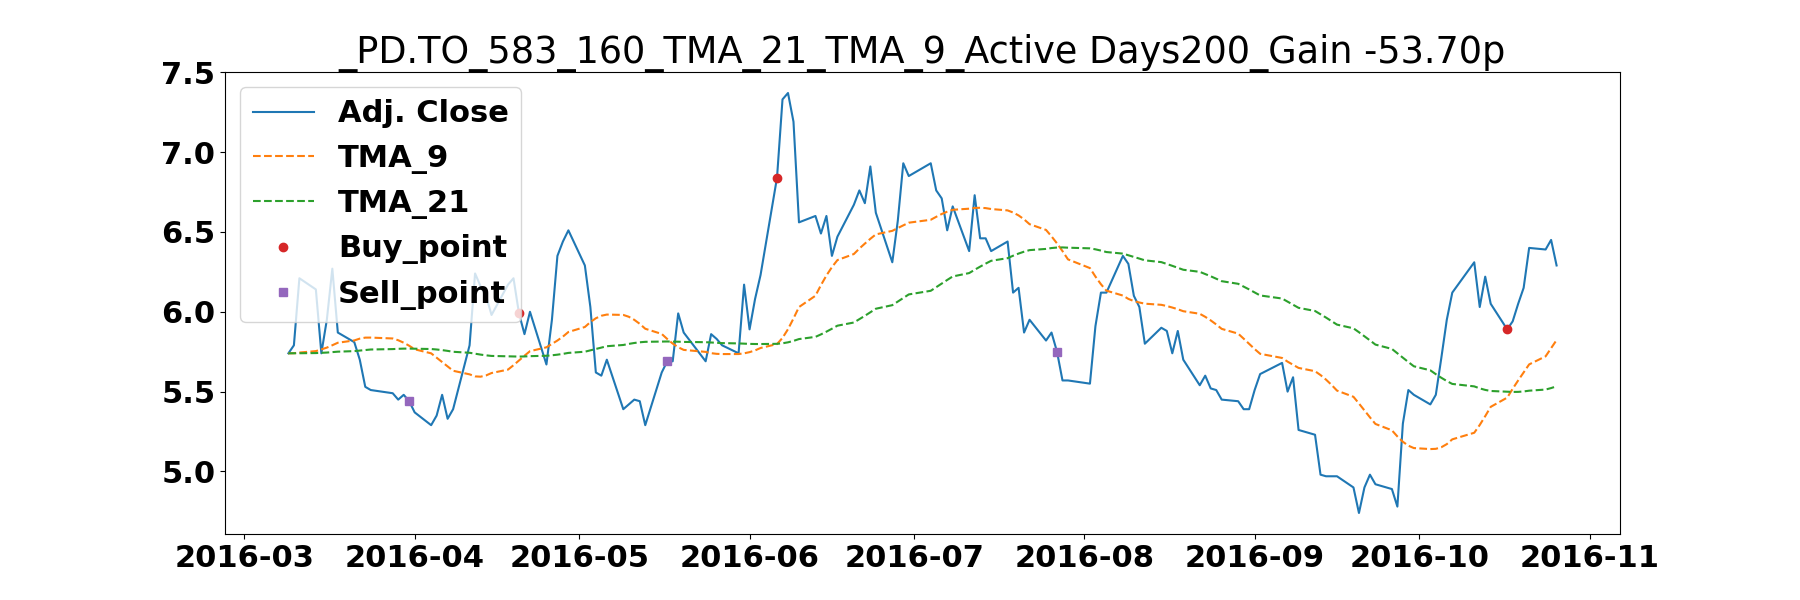 _PD.TO_583_160_TMA_21_TMA_9_Active Days200_Gain -53.70p
7.5
7.0
6.5
6.0
5.5
5.0
Adj. Close
TMA_9
TMA_21
Buy_point
Sell_point
2016-03 2016-04 2016-05 2016-06 2016-07 2016-08 2016-09 2016-10 2016-11